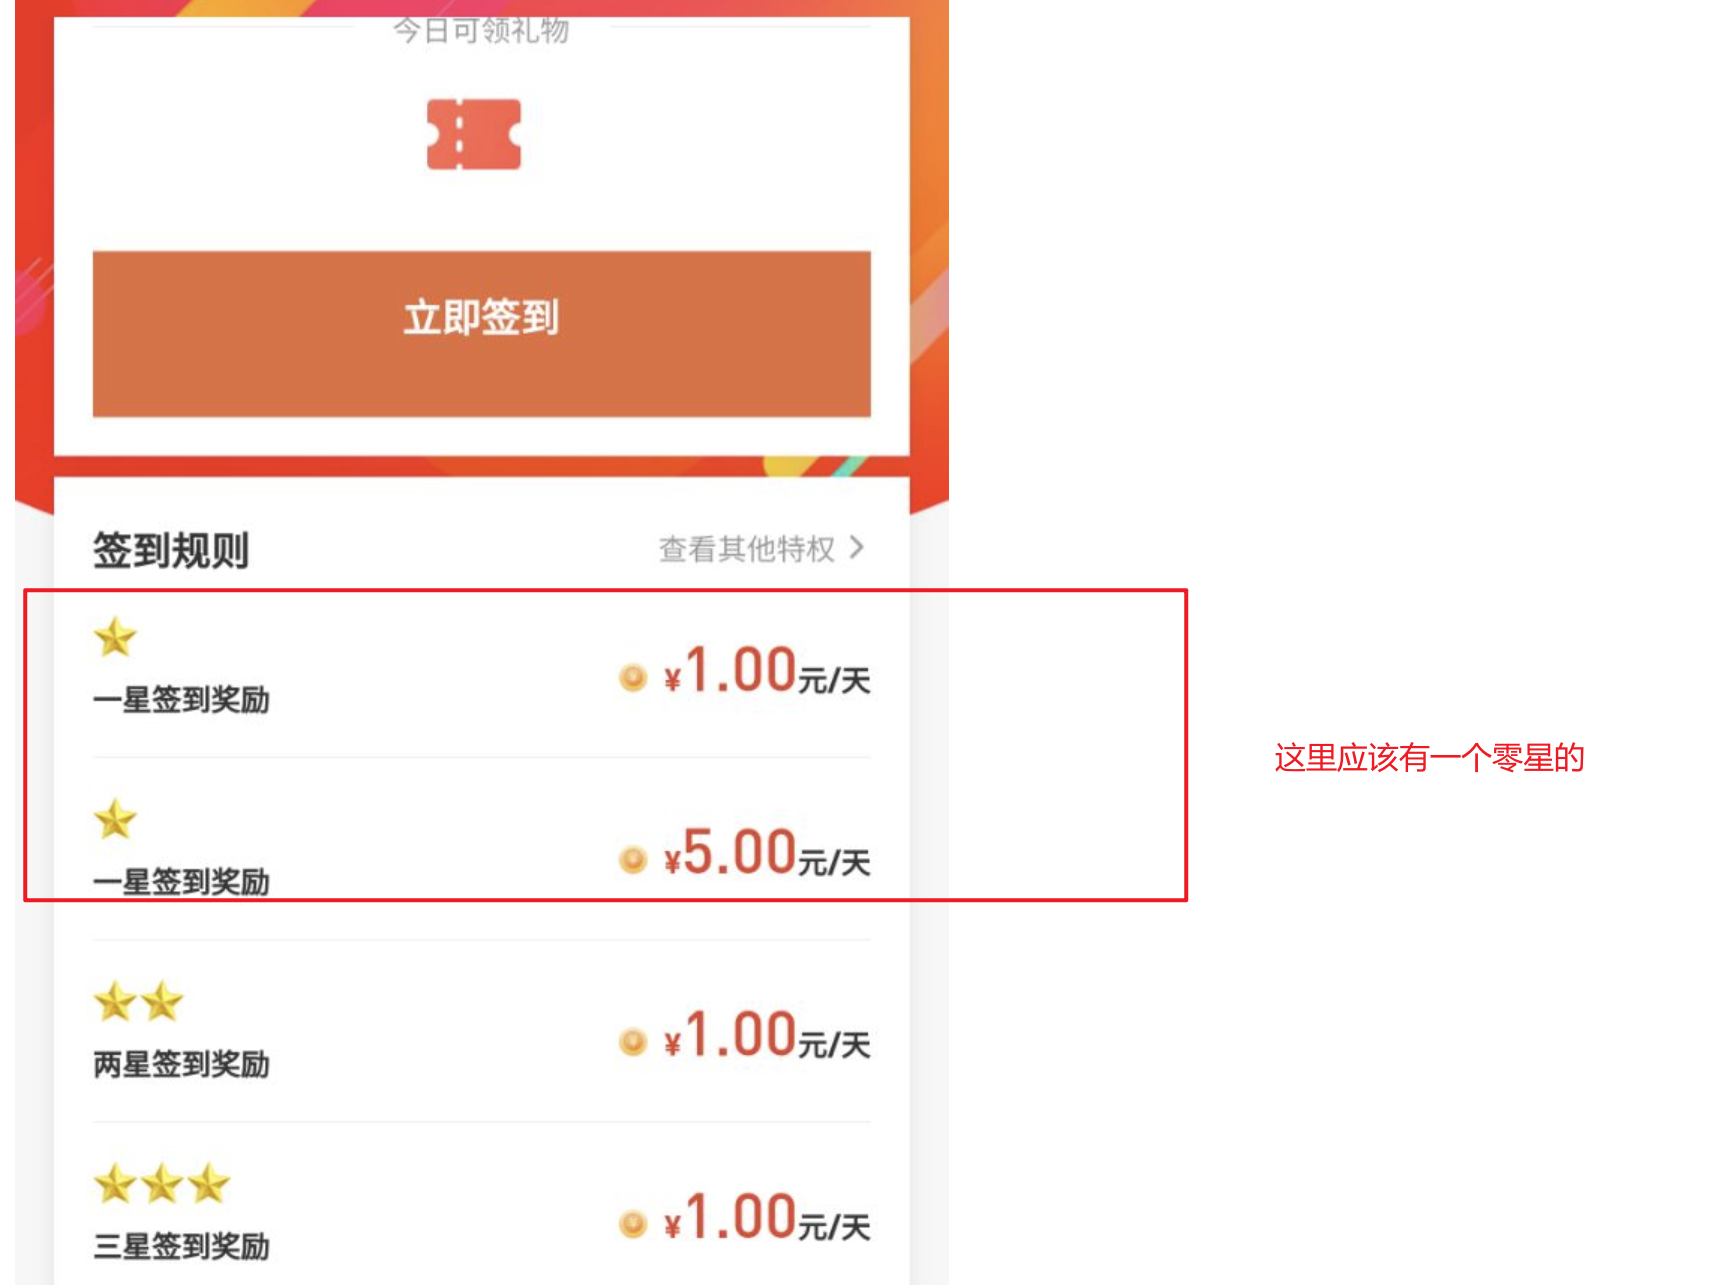 今日可领礼物
立即签到
签到规则 查看其他特权
一星签到奖励 ¥1.00元/天
这里应该有一个零星的
一星签到奖励 ¥5.00元/天
两星签到奖励 ¥1.00元/天
三星签到奖励 ¥1.00元/天